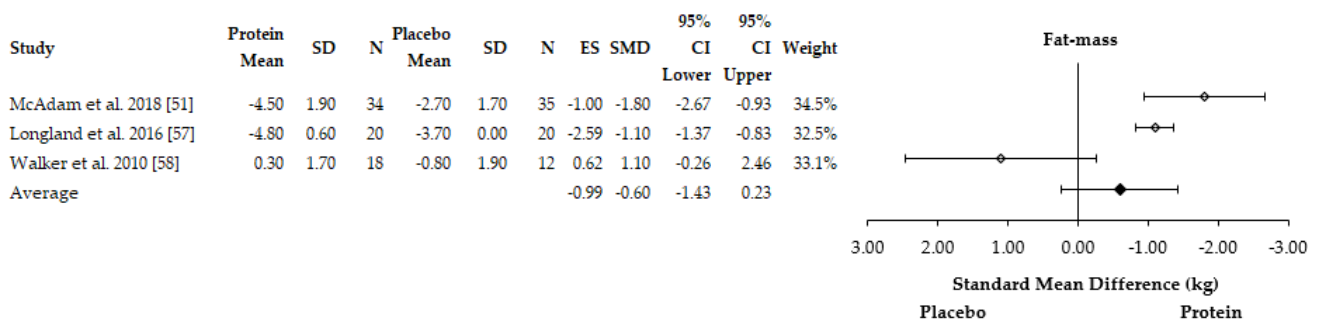 Study Protein Mean SD N Placebo Mean SD N ES SMD 95% CI Lower 95% CI Upper Weight
McAdam et al. 2018 [51] -4.50 1.90 34 -2.70 1.70 35 -1.00 -1.80 -2.67 -0.93 34.5%
Longland et al. 2016 [57] -4.80 0.60 20 -3.70 0.00 20 -2.59 -1.10 -1.37 -0.83 32.5%
Walker et al. 2010 [58] 0.30 1.70 18 -0.80 1.90 12 0.62 1.10 -0.26 2.46 33.1%
Average -0.99 -0.60 -1.43 0.23
Fat-mass
3.00 2.00 1.00 0.00 -1.00 -2.00 -3.00
Standard Mean Difference (kg)
Placebo Protein